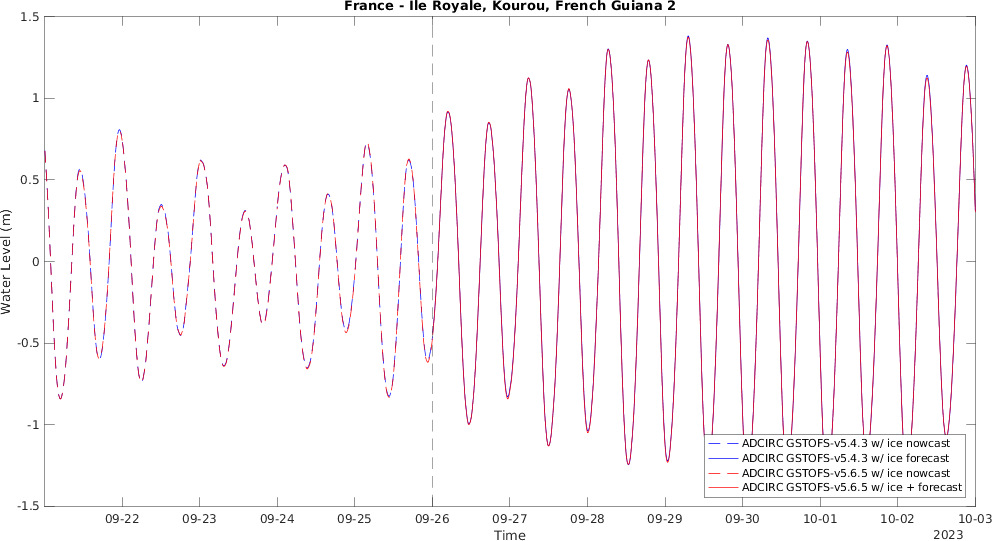 France - Ile Royale, Kourou, French Guiana 2
1.5
1
0.5
0
-0.5
-1
-1.5
Water Level (m)
ADCIRC GSTOFS-v5.4.3 w/ ice nowcast
ADCIRC GSTOFS-v5.4.3 w/ ice forecast
ADCIRC GSTOFS-v5.6.5 w/ ice nowcast
ADCIRC GSTOFS-v5.6.5 w/ ice + forecast
09-22 09-23 09-24 09-25 09-26 09-27 09-28 09-29 09-30 10-01 10-02 10-03
Time
2023